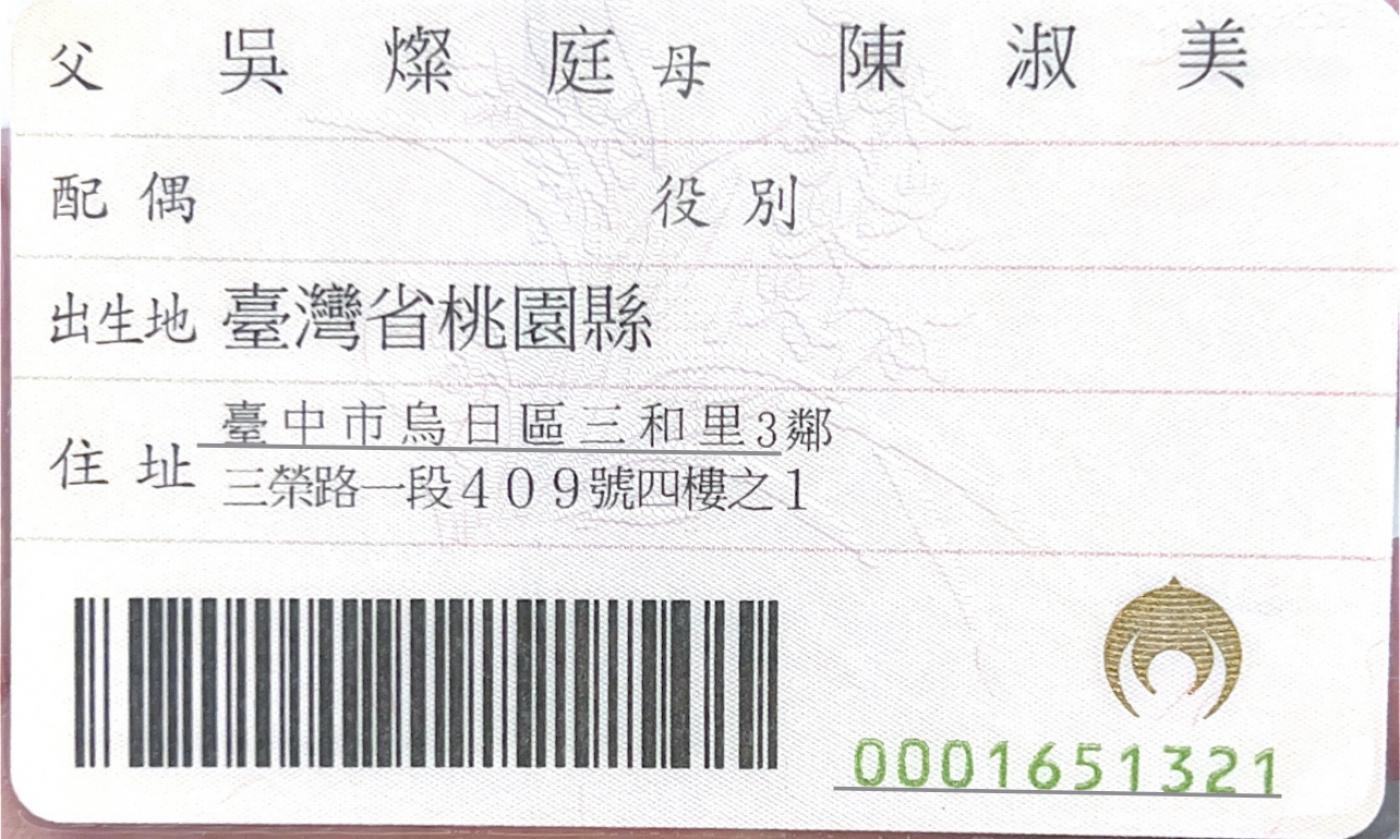 父 吳燦庭 母 陳淑美
配偶 役別
出生地 臺灣省桃園縣
住址 臺中市烏日區三和里3鄰
三榮路一段409號四樓之1
0001651321